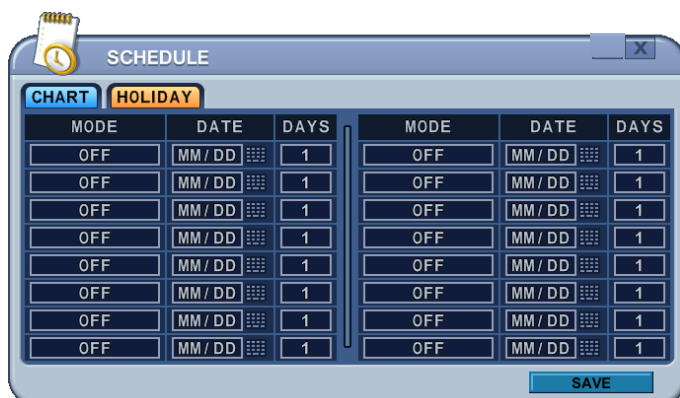 SCHEDULE X
CHART HOLIDAY
MODE DATE DAYS MODE DATE DAYS
OFF MM / DD 1 OFF MM / DD 1
OFF MM / DD 1 OFF MM / DD 1
OFF MM / DD 1 OFF MM / DD 1
OFF MM / DD 1 OFF MM / DD 1
OFF MM / DD 1 OFF MM / DD 1
OFF MM / DD 1 OFF MM / DD 1
OFF MM / DD 1 OFF MM / DD 1
OFF MM / DD 1 OFF MM / DD 1
SAVE